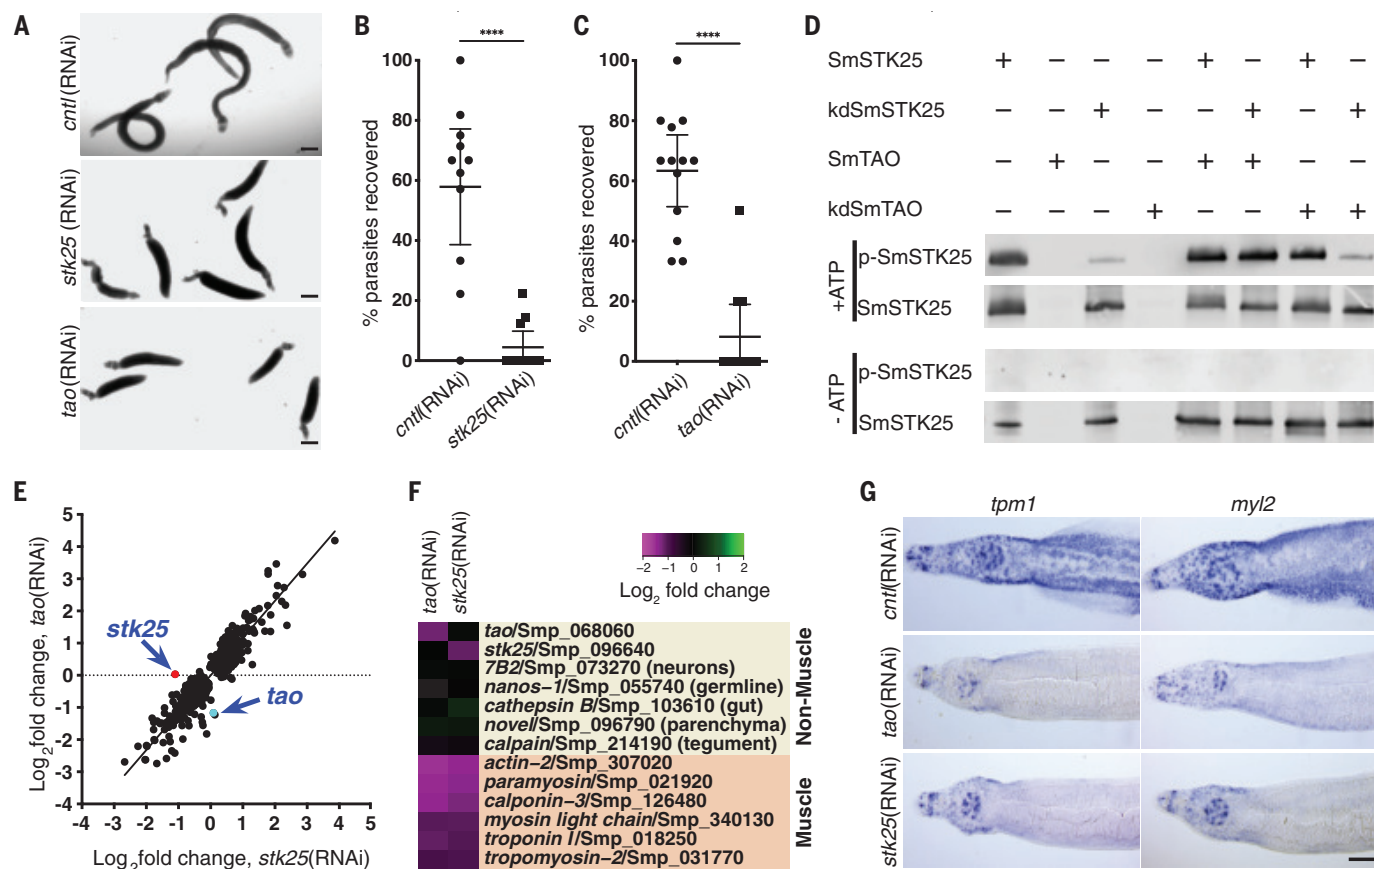 A
cntl(RNAi)
stk25 (RNAi)
tao(RNAi)
B
****
% parasites recovered
100
80
60
40
20
0
cntl(RNAi)
stk25(RNAi)
C
****
% parasites recovered
100
80
60
40
20
0
cntl(RNAi)
tao(RNAi)
D
SmSTK25 + − − − + − + −
kdSmSTK25 − − + − − + − +
SmTAO − + − − + + − −
kdSmTAO − − − + − − + +
+ATP
p-SmSTK25
SmSTK25
- ATP
p-SmSTK25
SmSTK25
E
Log2fold change, tao(RNAi)
5
4
3
2
1
0
-1
-2
-3
-4
stk25
tao
-4 -3 -2 -1 0 1 2 3 4 5
Log2fold change, stk25(RNAi)
F
tao(RNAi)
stk25(RNAi)
−2 −1 0 1 2
Log2 fold change
tao/Smp_068060
stk25/Smp_096640
7B2/Smp_073270 (neurons)
nanos−1/Smp_055740 (germline)
cathepsin B/Smp_103610 (gut)
novel/Smp_096790 (parenchyma)
calpain/Smp_214190 (tegument)
Non-Muscle
actin−2/Smp_307020
paramyosin/Smp_021920
calponin−3/Smp_126480
myosin light chain/Smp_340130
troponin I/Smp_018250
tropomyosin−2/Smp_031770
Muscle
G
tpm1 myl2
cntl(RNAi)
tao(RNAi)
stk25(RNAi)